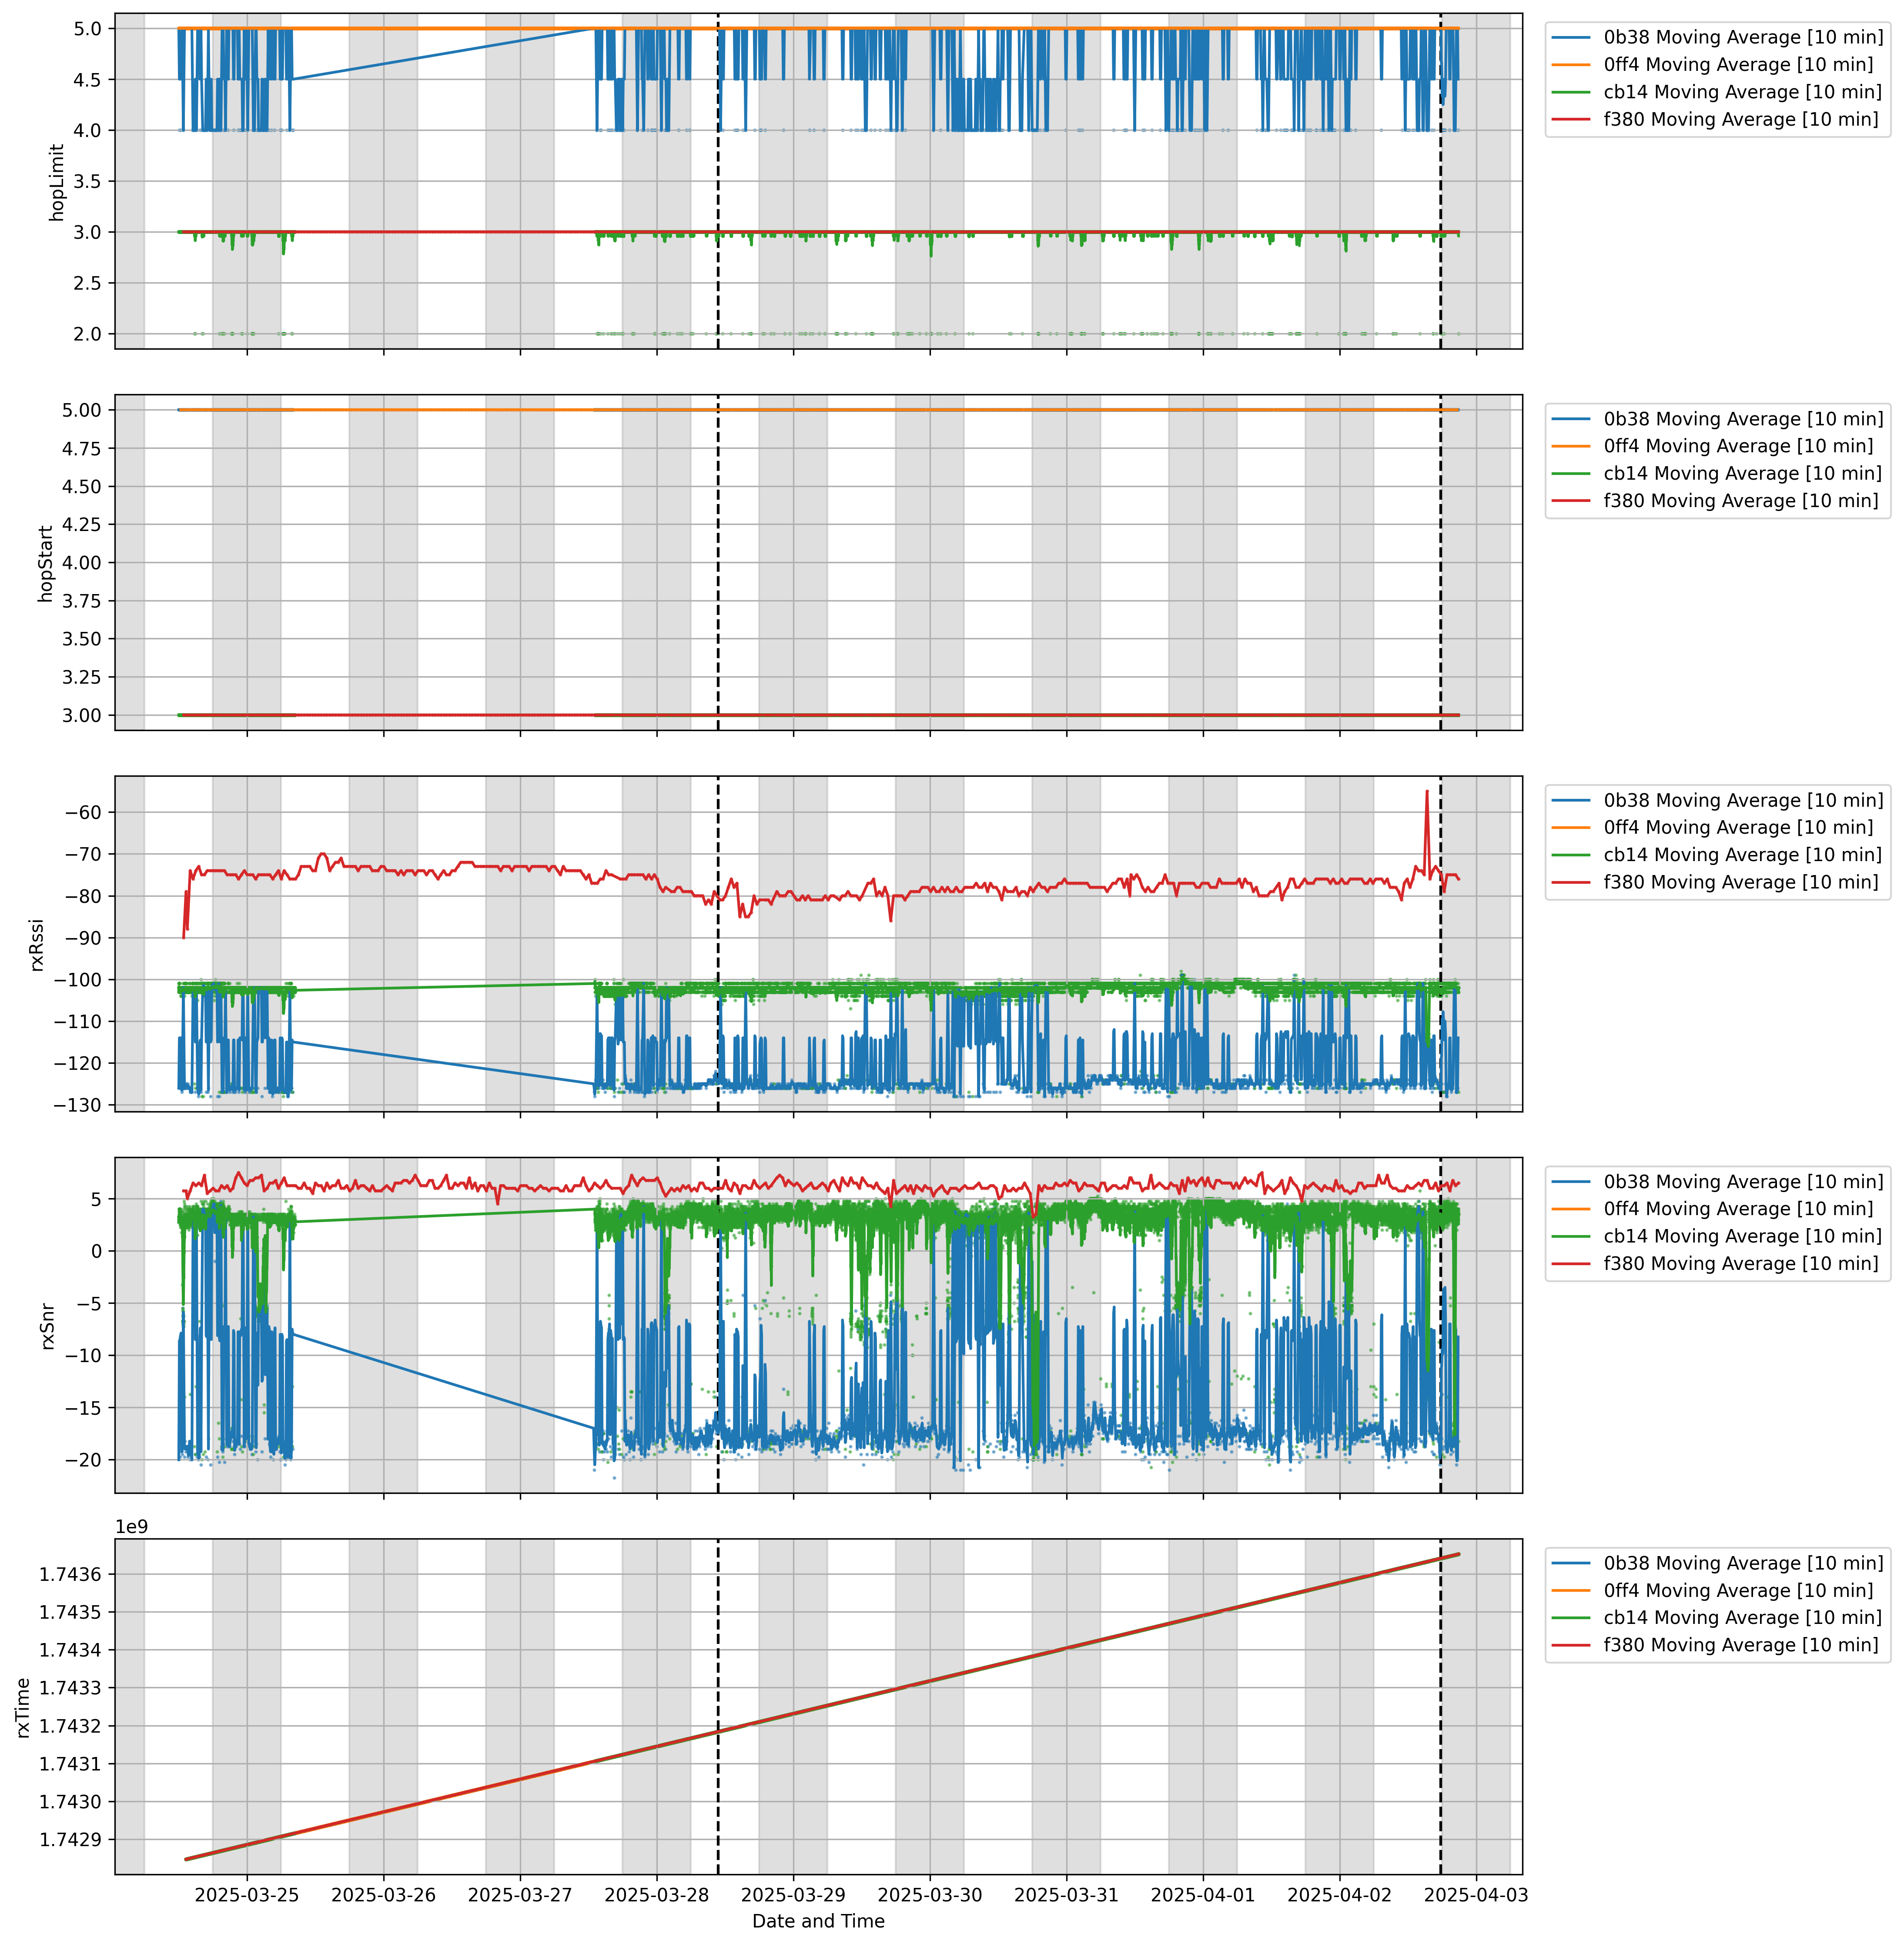 5.0
4.5
4.0
3.5
3.0
2.5
2.0
hopLimit
0b38 Moving Average [10 min]
0ff4 Moving Average [10 min]
cb14 Moving Average [10 min]
f380 Moving Average [10 min]
5.00
4.75
4.50
4.25
4.00
3.75
3.50
3.25
3.00
hopStart
0b38 Moving Average [10 min]
0ff4 Moving Average [10 min]
cb14 Moving Average [10 min]
f380 Moving Average [10 min]
−60
−70
−80
−90
−100
−110
−120
−130
rxRssi
0b38 Moving Average [10 min]
0ff4 Moving Average [10 min]
cb14 Moving Average [10 min]
f380 Moving Average [10 min]
5
0
−5
−10
−15
−20
rxSnr
0b38 Moving Average [10 min]
0ff4 Moving Average [10 min]
cb14 Moving Average [10 min]
f380 Moving Average [10 min]
1e9
1.7436
1.7435
1.7434
1.7433
1.7432
1.7431
1.7430
1.7429
rxTime
0b38 Moving Average [10 min]
0ff4 Moving Average [10 min]
cb14 Moving Average [10 min]
f380 Moving Average [10 min]
2025-03-25 2025-03-26 2025-03-27 2025-03-28 2025-03-29 2025-03-30 2025-03-31 2025-04-01 2025-04-02 2025-04-03
Date and Time